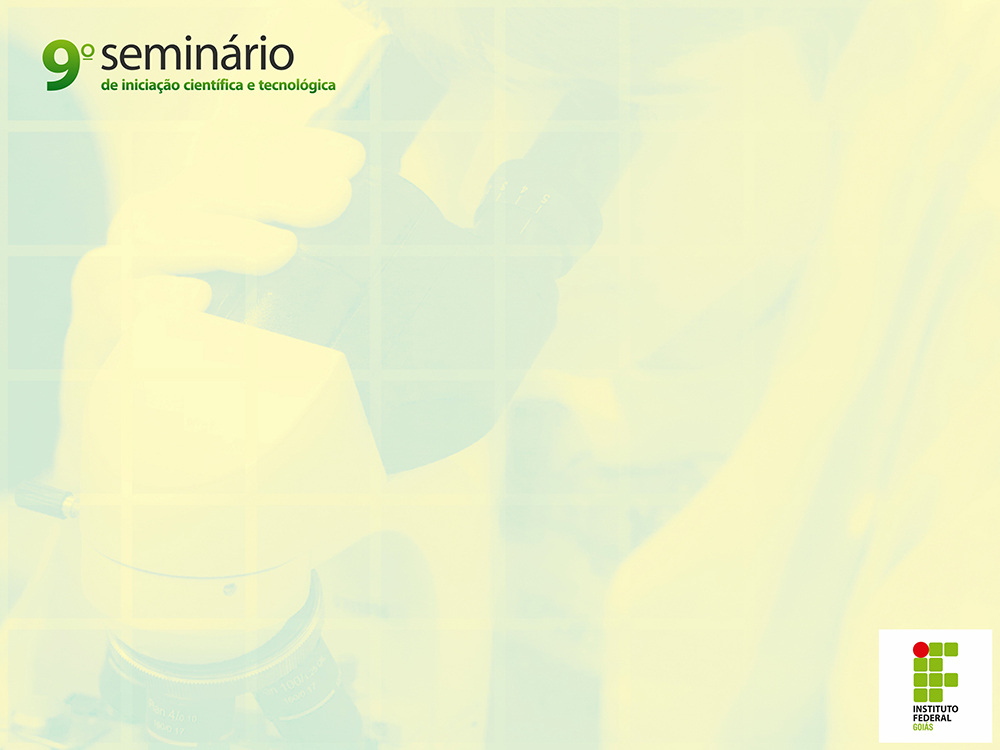 9º seminário
de iniciação científica e tecnológica
INSTITUTO
FEDERAL
GOIÁS